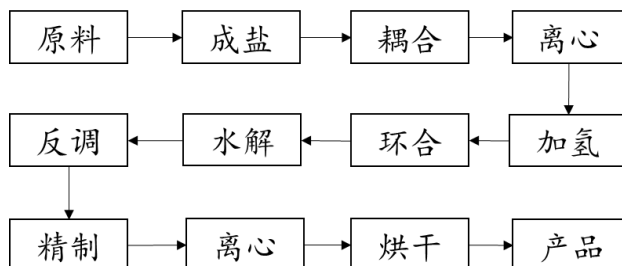 原料 成盐 耦合 离心
反调 水解 环合 加氢
精制 离心 烘干 产品